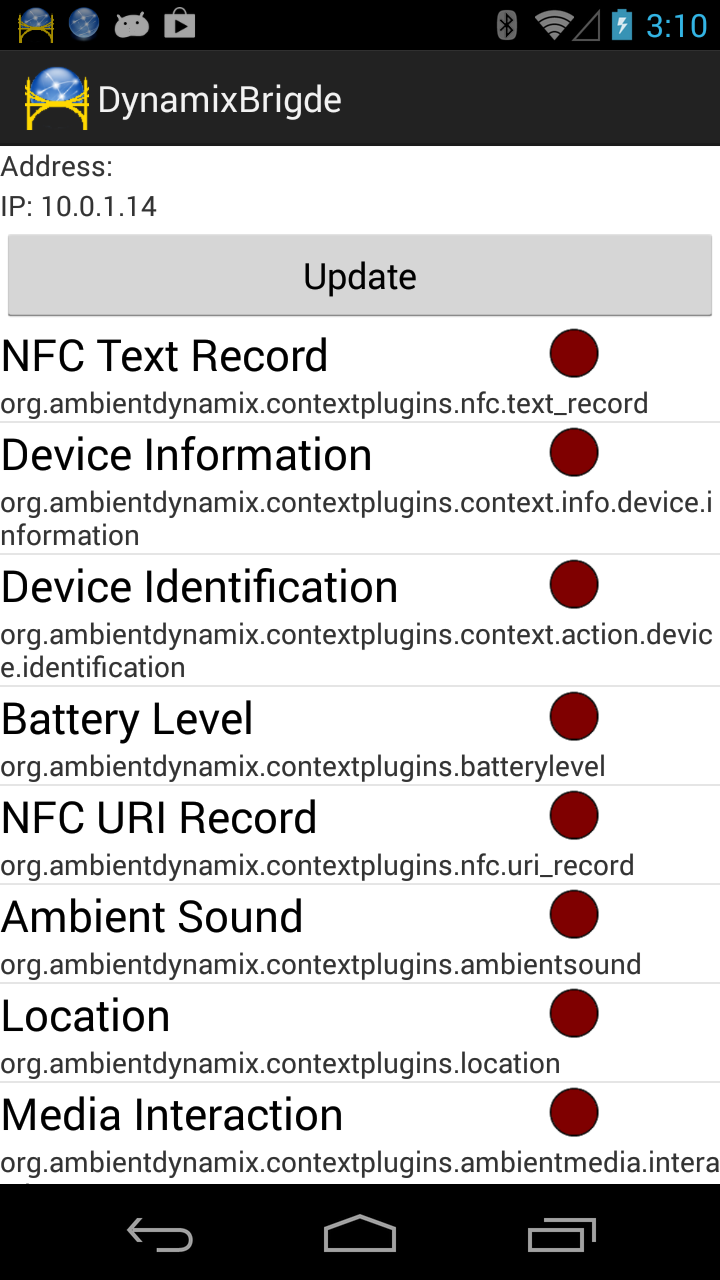 3:10
DynamixBrigde
Address:
IP: 10.0.1.14
Update
NFC Text Record
org.ambientdynamix.contextplugins.nfc.text_record
Device Information
org.ambientdynamix.contextplugins.context.info.device.i
nformation
Device Identification
org.ambientdynamix.contextplugins.context.action.devic
e.identification
Battery Level
org.ambientdynamix.contextplugins.batterylevel
NFC URI Record
org.ambientdynamix.contextplugins.nfc.uri_record
Ambient Sound
org.ambientdynamix.contextplugins.ambientsound
Location
org.ambientdynamix.contextplugins.location
Media Interaction
org.ambientdynamix.contextplugins.ambientmedia.intera